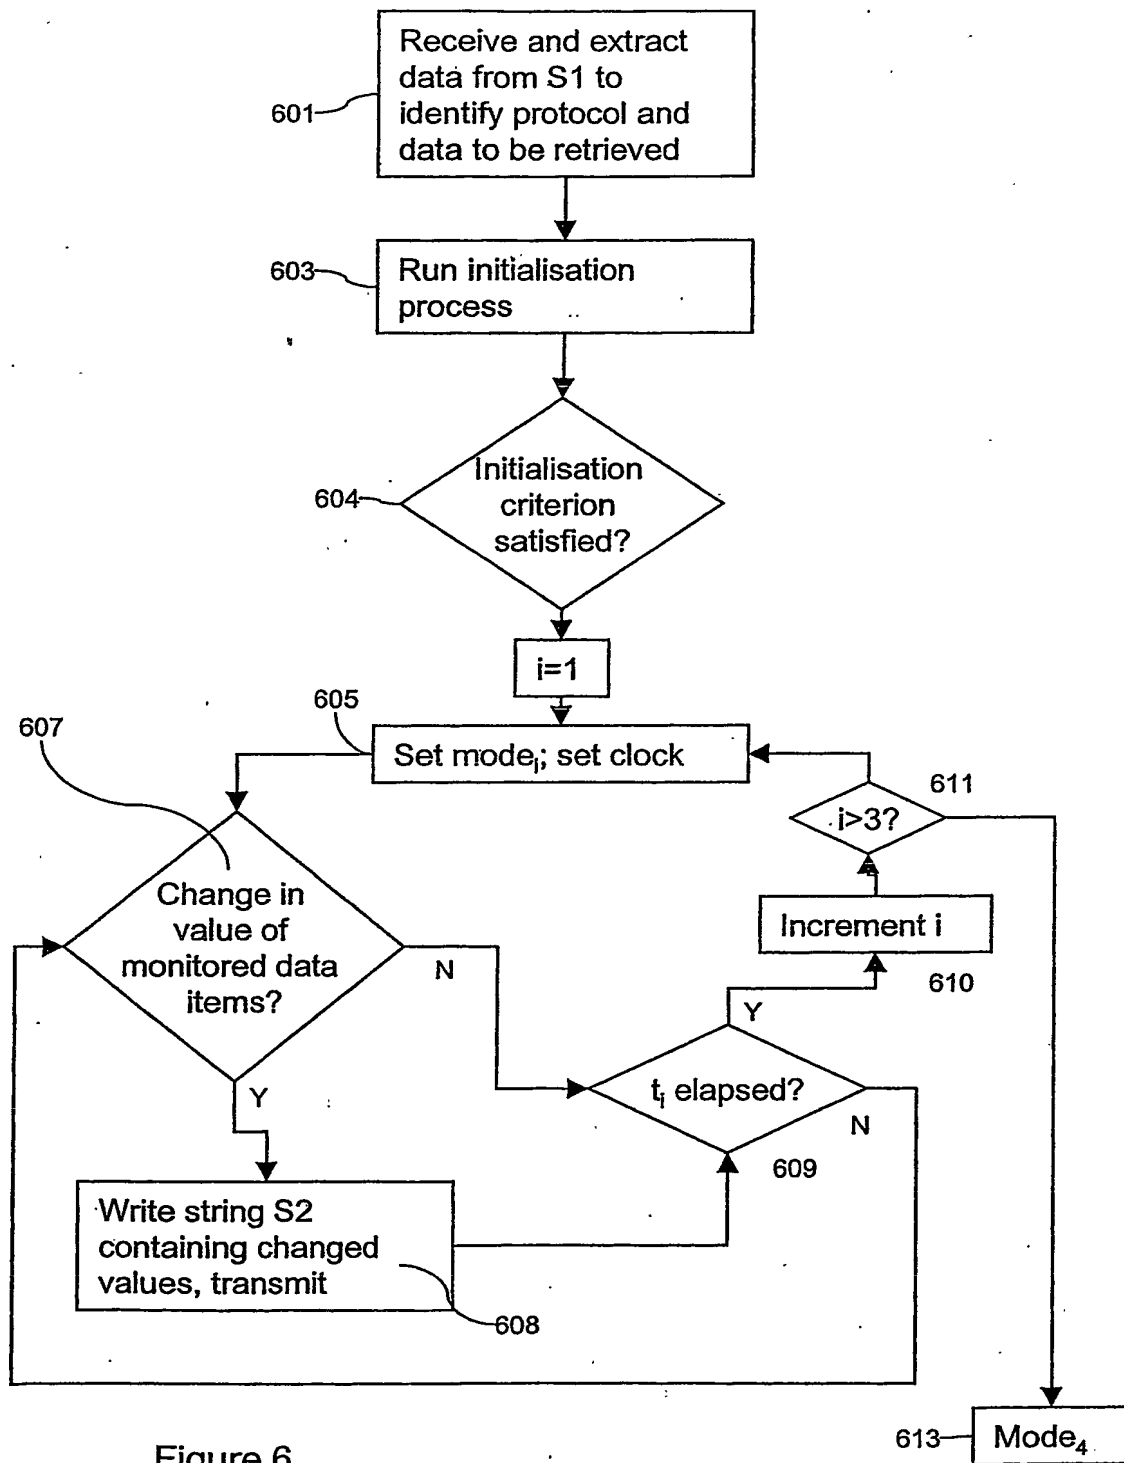 Receive and extract
data from S1 to
identify protocol and
data to be retrieved
601
603
Run initialisation
process
604
Initialisation
criterion
satisfied?
i=1
605
607
Set modeᵢ; set clock
611
i>3?
Change in
value of
monitored data
items?
N
Increment i
610
Y
tᵢ elapsed?
Y
N
609
Write string S2
containing changed
values, transmit
608
613
Mode₄
Figure 6